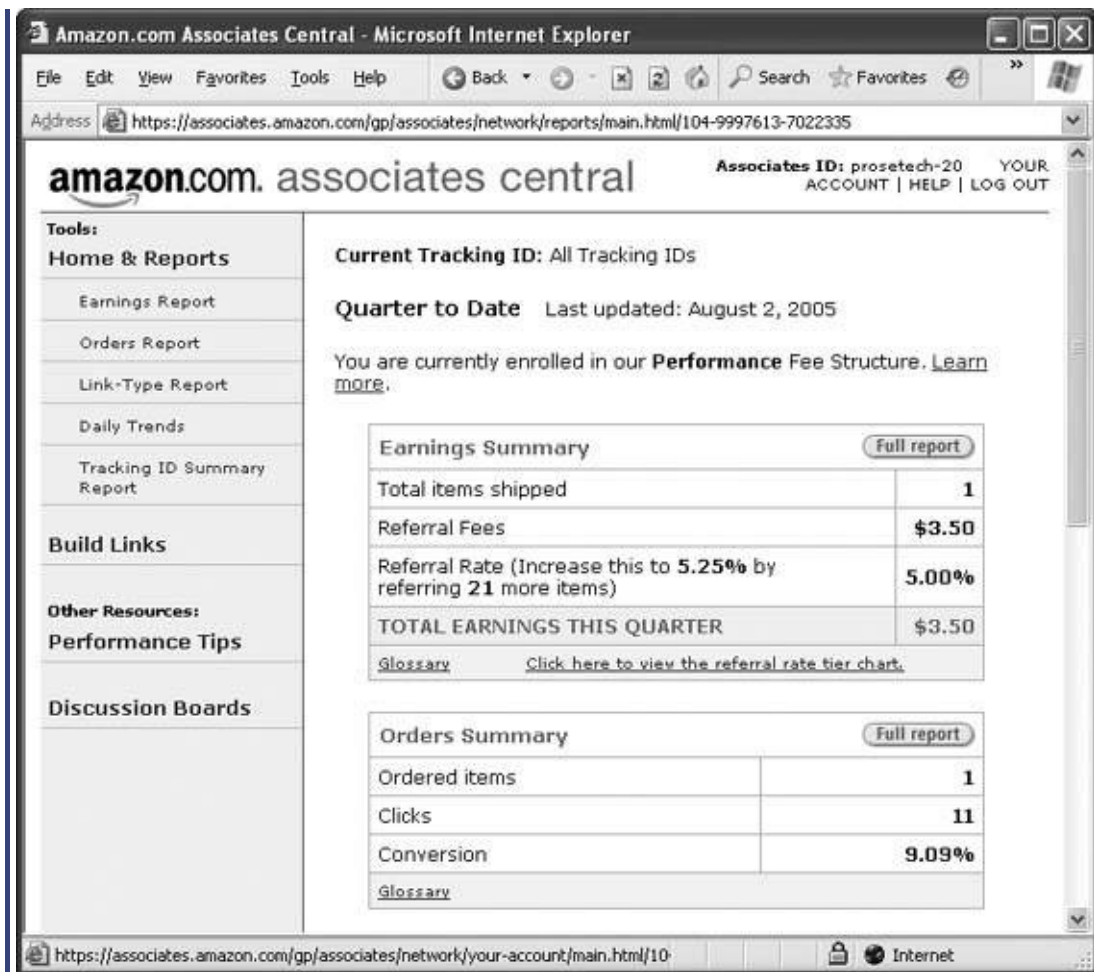 Amazon.com Associates Central - Microsoft Internet Explorer
File Edit View Favorites Tools Help Back Search Favorites »
Address https://associates.amazon.com/gp/associates/network/reports/main.html/104-9997613-7022335
amazon.com. associates central
Associates ID: prosetech-20 YOUR
ACCOUNT | HELP | LOG OUT
Tools:
Home & Reports
Earnings Report
Orders Report
Link-Type Report
Daily Trends
Tracking ID Summary
Report
Build Links
Other Resources:
Performance Tips
Discussion Boards
Current Tracking ID: All Tracking IDs
Quarter to Date Last updated: August 2, 2005
You are currently enrolled in our Performance Fee Structure. Learn
more.
Earnings Summary Full report
Total items shipped 1
Referral Fees $3.50
Referral Rate (Increase this to 5.25% by
referring 21 more items) 5.00%
TOTAL EARNINGS THIS QUARTER $3.50
Glossary Click here to view the referral rate tier chart.
Orders Summary Full report
Ordered items 1
Clicks 11
Conversion 9.09%
Glossary
https://associates.amazon.com/gp/associates/network/your-account/main.html/10- Internet